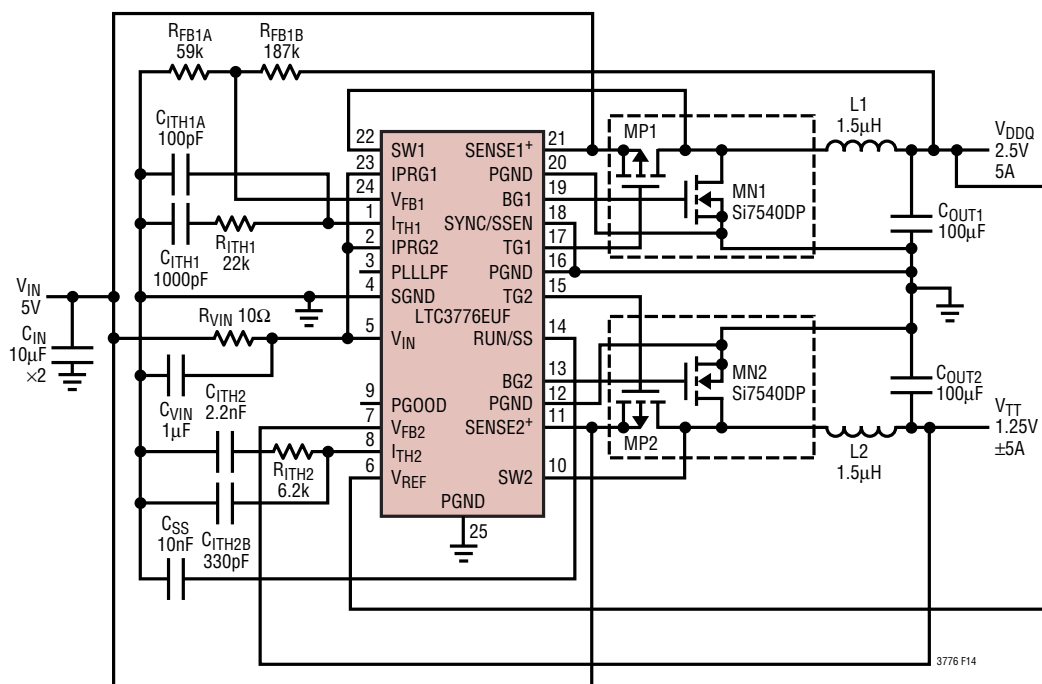 RFB1A
59k
RFB1B
187k
CITH1A
100pF
CITH1
1000pF
RITH1
22k
VIN
5V
CIN
10µF
×2
RVIN 10Ω
CVIN
1µF
CITH2
2.2nF
RITH2
6.2k
CITH2B
330pF
CSS
10nF
22
23
24
1
2
3
4
5
9
7
8
6
SW1
IPRG1
VFB1
ITH1
IPRG2
PLLLPF
SGND
VIN
PGOOD
VFB2
ITH2
VREF
LTC3776EUF
SENSE1+
PGND
BG1
SYNC/SSEN
TG1
PGND
TG2
RUN/SS
BG2
PGND
SENSE2+
SW2
PGND
21
20
19
18
17
16
15
14
13
12
11
10
25
MP1
MN1
Si7540DP
MN2
Si7540DP
MP2
L1
1.5µH
VDDQ
2.5V
5A
COUT1
100µF
COUT2
100µF
VTT
1.25V
±5A
L2
1.5µH
3776 F14